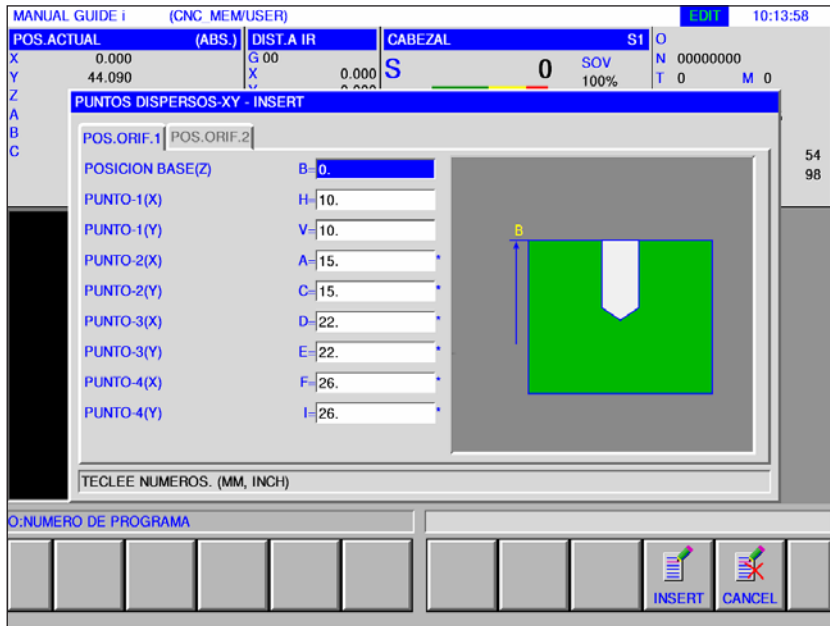 MANUAL GUIDE i (CNC_MEM/USER) EDIT 10:13:58
POS.ACTUAL (ABS.) DIST.A IR CABEZAL S1 O
X 0.000 G 00 S 0 SOV N 00000000
Y 44.090 X 0.000 100% T 0 M 0
Z
A
B
C
54
98
PUNTOS DISPERSOS-XY - INSERT
POS.ORIF.1 POS.ORIF.2
POSICION BASE(Z) B=0.
PUNTO-1(X) H=10.
PUNTO-1(Y) V=10.
PUNTO-2(X) A=15. *
PUNTO-2(Y) C=15. *
PUNTO-3(X) D=22. *
PUNTO-3(Y) E=22. *
PUNTO-4(X) F=26. *
PUNTO-4(Y) I=26. *
B
TECLEE NUMEROS. (MM, INCH)
O:NUMERO DE PROGRAMA
INSERT CANCEL